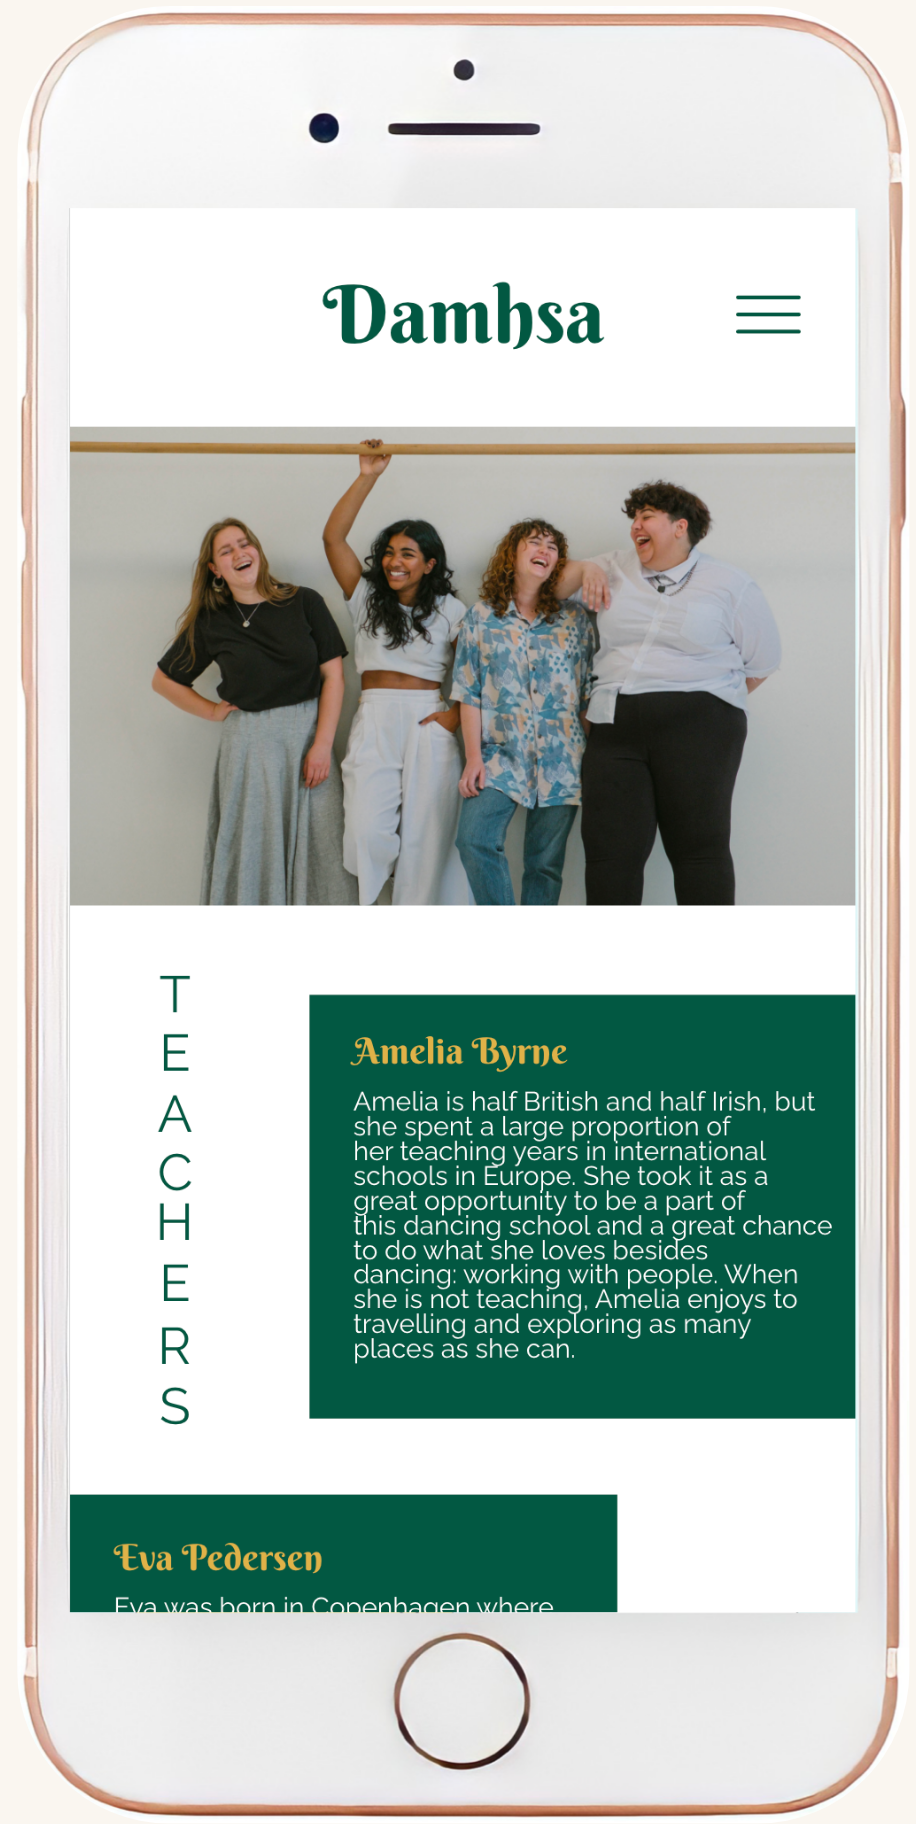 Damhsa
T
E
A
C
H
E
R
S
Amelia Byrne
Amelia is half British and half Irish, but
she spent a large proportion of
her teaching years in international
schools in Europe. She took it as a
great opportunity to be a part of
this dancing school and a great chance
to do what she loves besides
dancing: working with people. When
she is not teaching, Amelia enjoys to
travelling and exploring as many
places as she can.
Eva Pedersen
Eva was born in Copenhagen where